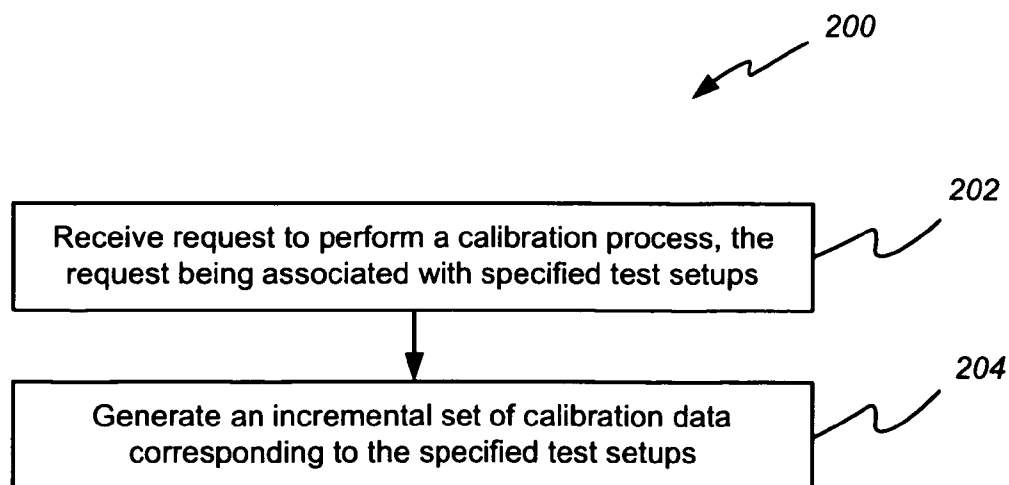 200
202
Receive request to perform a calibration process, the
request being associated with specified test setups
204
Generate an incremental set of calibration data
corresponding to the specified test setups